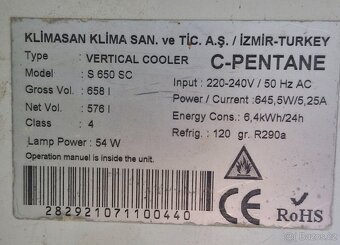 KLİMASAN KLİMA SAN. ve TİC. A.Ş. / İZMİR-TURKEY
Type : VERTICAL COOLER C-PENTANE
Model : S 650 SC
Input : 220-240V / 50 Hz AC
Gross Vol. : 658 l
Power / Current : 645,5W/5,25A
Net Vol. : 576 l
Energy Cons.: 6,4kWh/24h
Class : 4
Refrig. : 120 gr. R290a
Lamp Power : 54 W
Operation manuel is inside the unit.
282921071100440
CE
RoHS